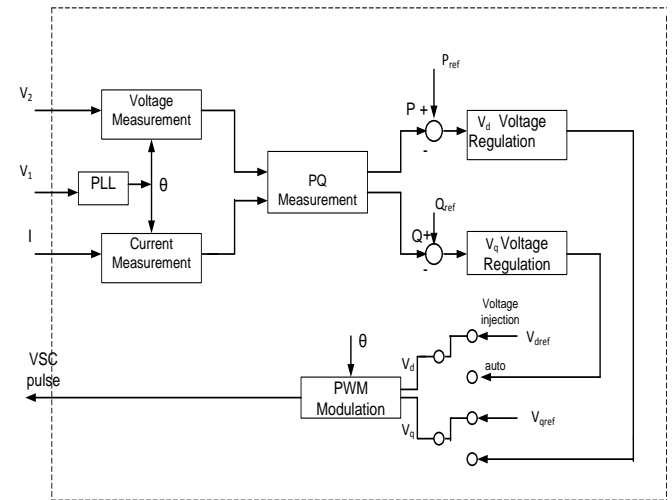 V2
Voltage
Measurement
V1
PLL
θ
I
Current
Measurement
PQ
Measurement
Pref
P +
-
Vd Voltage
Regulation
Qref
Q+
-
Vq Voltage
Regulation
Voltage
injection
Vdref
Vd
auto
θ
VSC
pulse
PWM
Modulation
Vq
Vqref